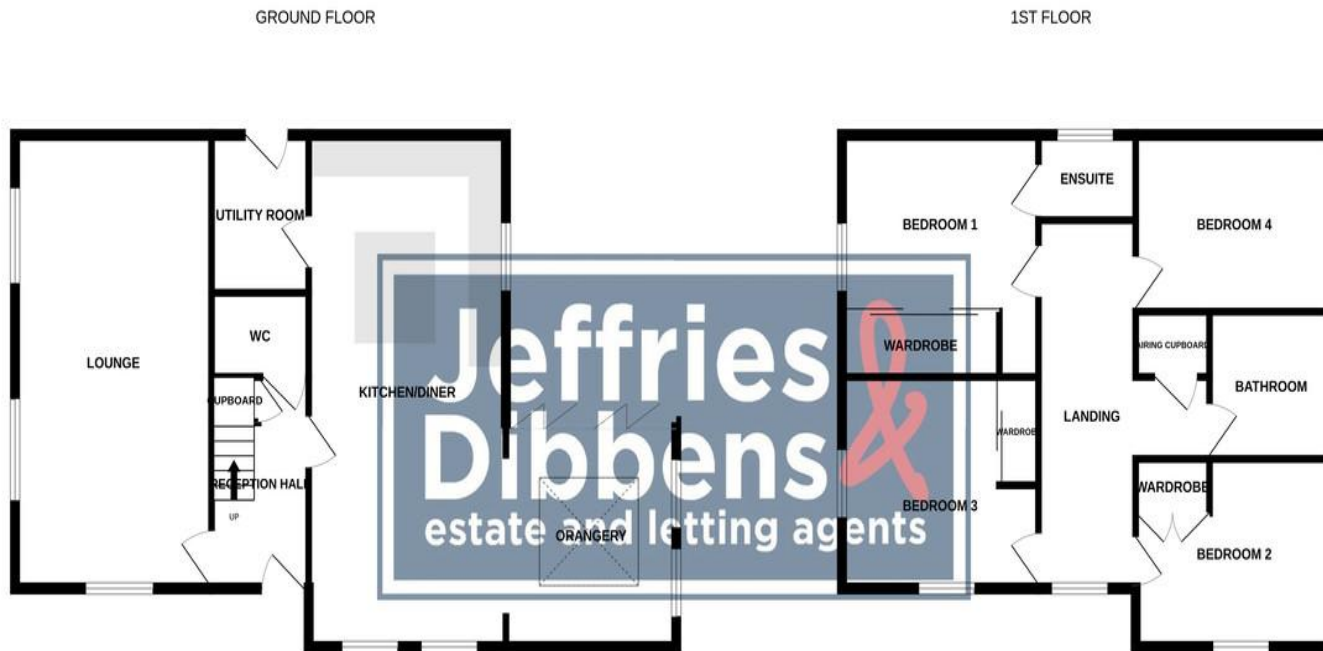 GROUND FLOOR
1ST FLOOR
UTILITY ROOM
WC
LOUNGE
CUPBOARD
KITCHEN/DINER
RECEPTION HALL
UP
ORANGERY
ENSUITE
BEDROOM 1
BEDROOM 4
WARDROBE
AIRING CUPBOARD
BATHROOM
LANDING
WARDROBE
BEDROOM 3
WARDROBE
BEDROOM 2
Jeffries &
Dibbens
estate and letting agents